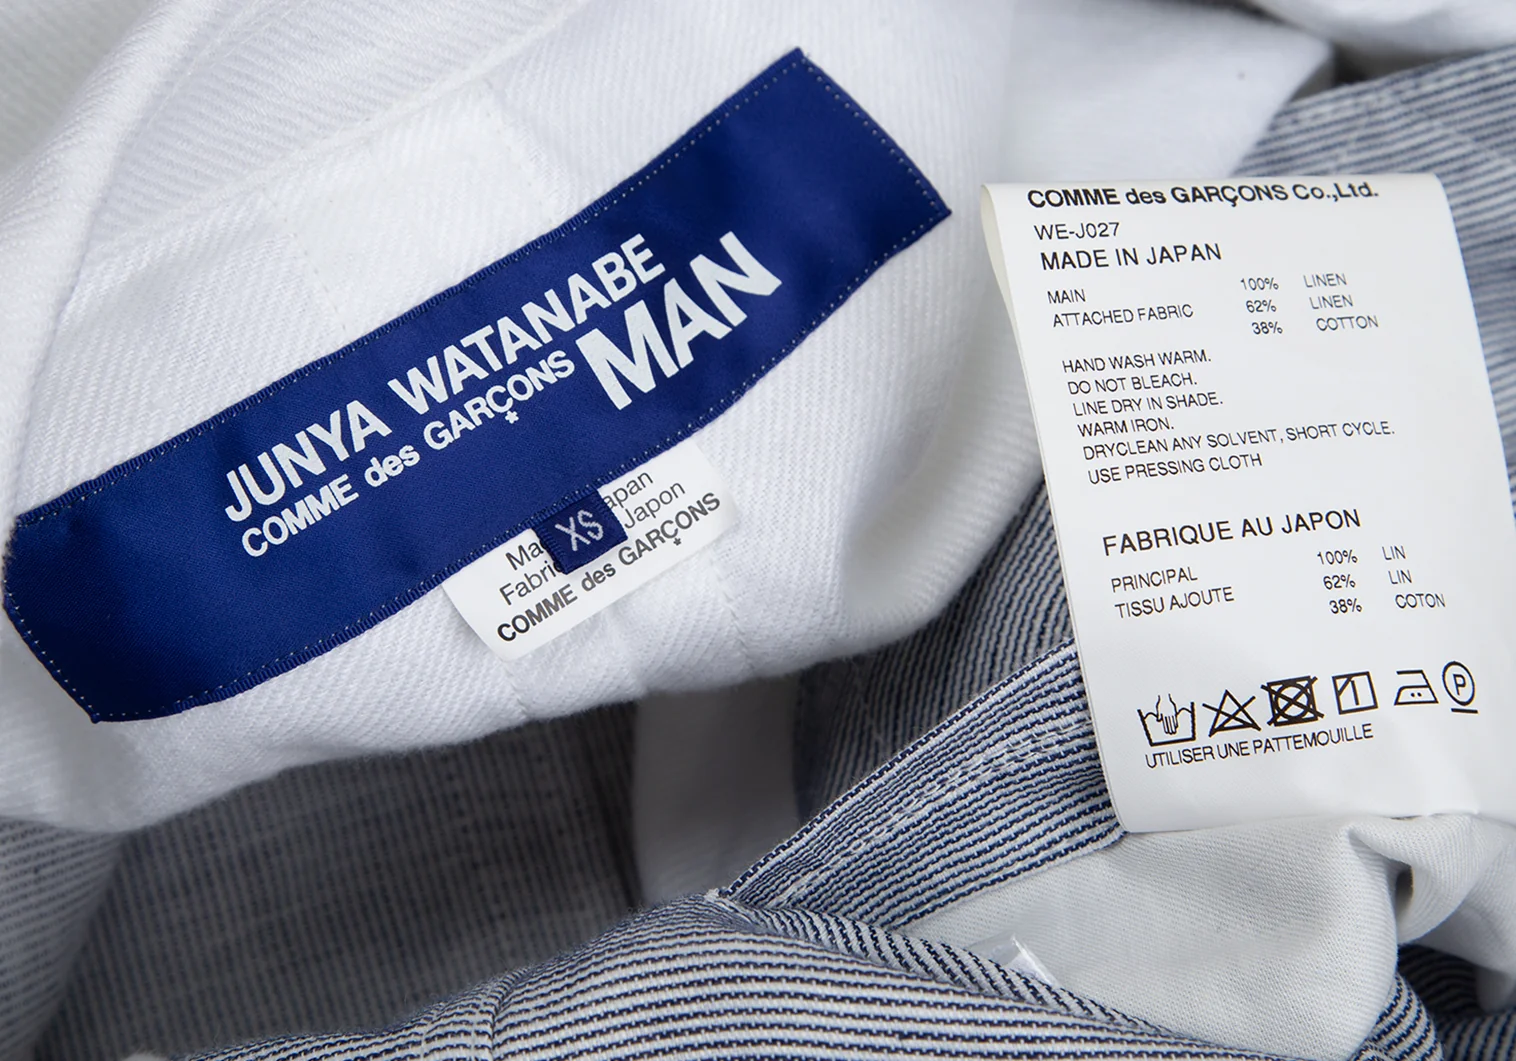 JUNYA WATANABE
COMME des GARÇONS
MAN
XS
apan
Fabri Japon
COMME des GARÇONS
COMME des GARÇONS Co.,Ltd.
WE-J027
MADE IN JAPAN
MAIN 100% LINEN
ATTACHED FABRIC 62% LINEN
38% COTTON
HAND WASH WARM.
DO NOT BLEACH.
LINE DRY IN SHADE.
WARM IRON.
DRYCLEAN ANY SOLVENT, SHORT CYCLE.
USE PRESSING CLOTH
FABRIQUE AU JAPON
PRINCIPAL 100% LIN
TISSU AJOUTE 62% LIN
38% COTON
P
UTILISER UNE PATTEMOUILLE